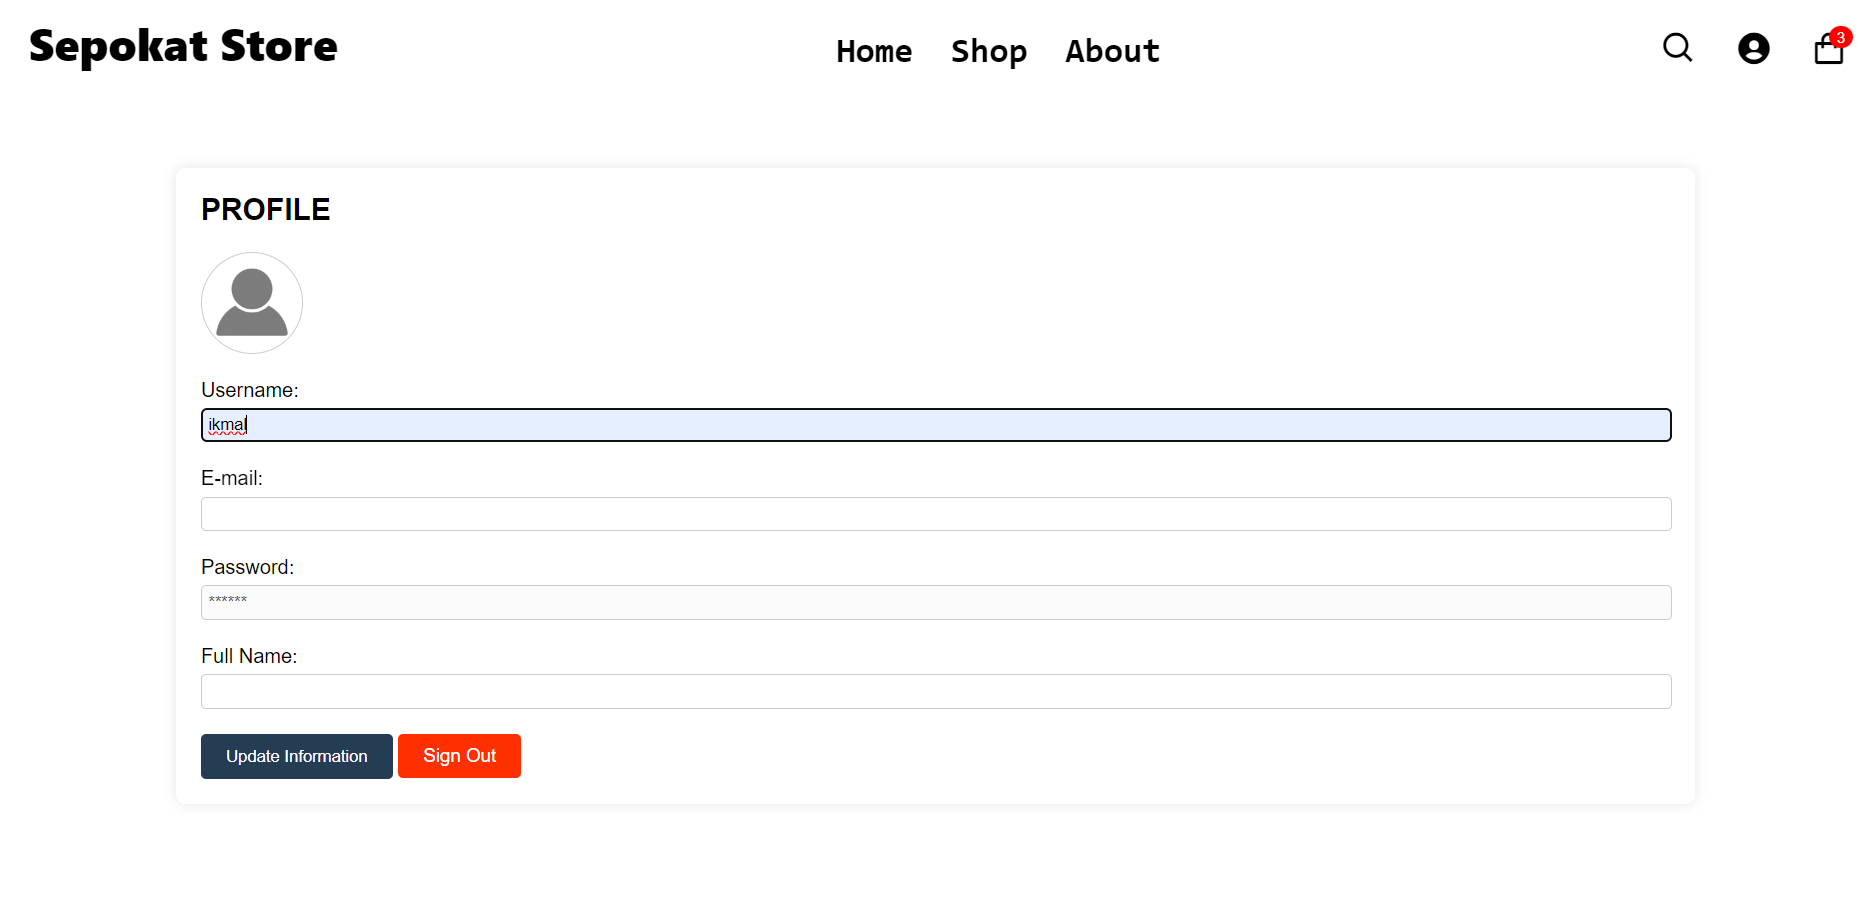 Sepokat Store
Home Shop About
3
PROFILE
Username:
ikmal
E-mail:
Password:
******
Full Name:
Update Information Sign Out